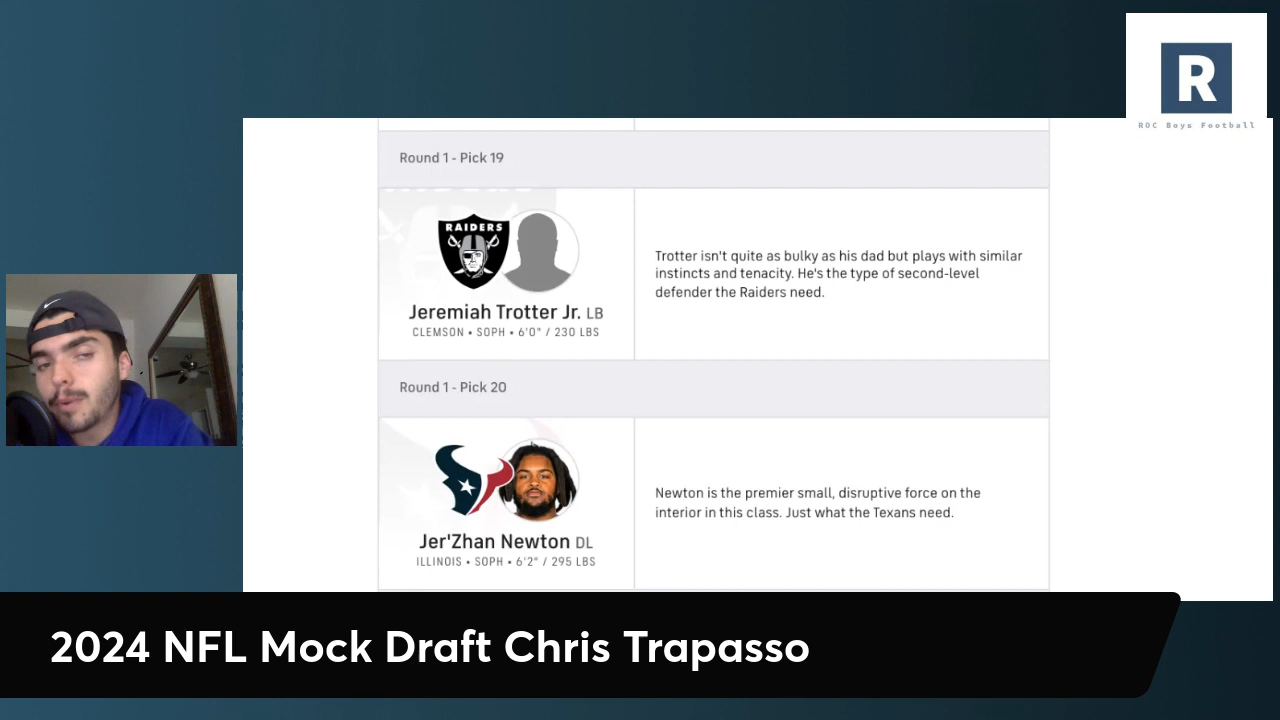 R
ROC Boys Football
Round 1 - Pick 19
RAIDERS
Jeremiah Trotter Jr. LB
CLEMSON • SOPH • 6'0" / 230 LBS
Trotter isn't quite as bulky as his dad but plays with similar
instincts and tenacity. He's the type of second-level
defender the Raiders need.
Round 1 - Pick 20
Jer'Zhan Newton DL
ILLINOIS • SOPH • 6'2" / 295 LBS
Newton is the premier small, disruptive force on the
interior in this class. Just what the Texans need.
2024 NFL Mock Draft Chris Trapasso